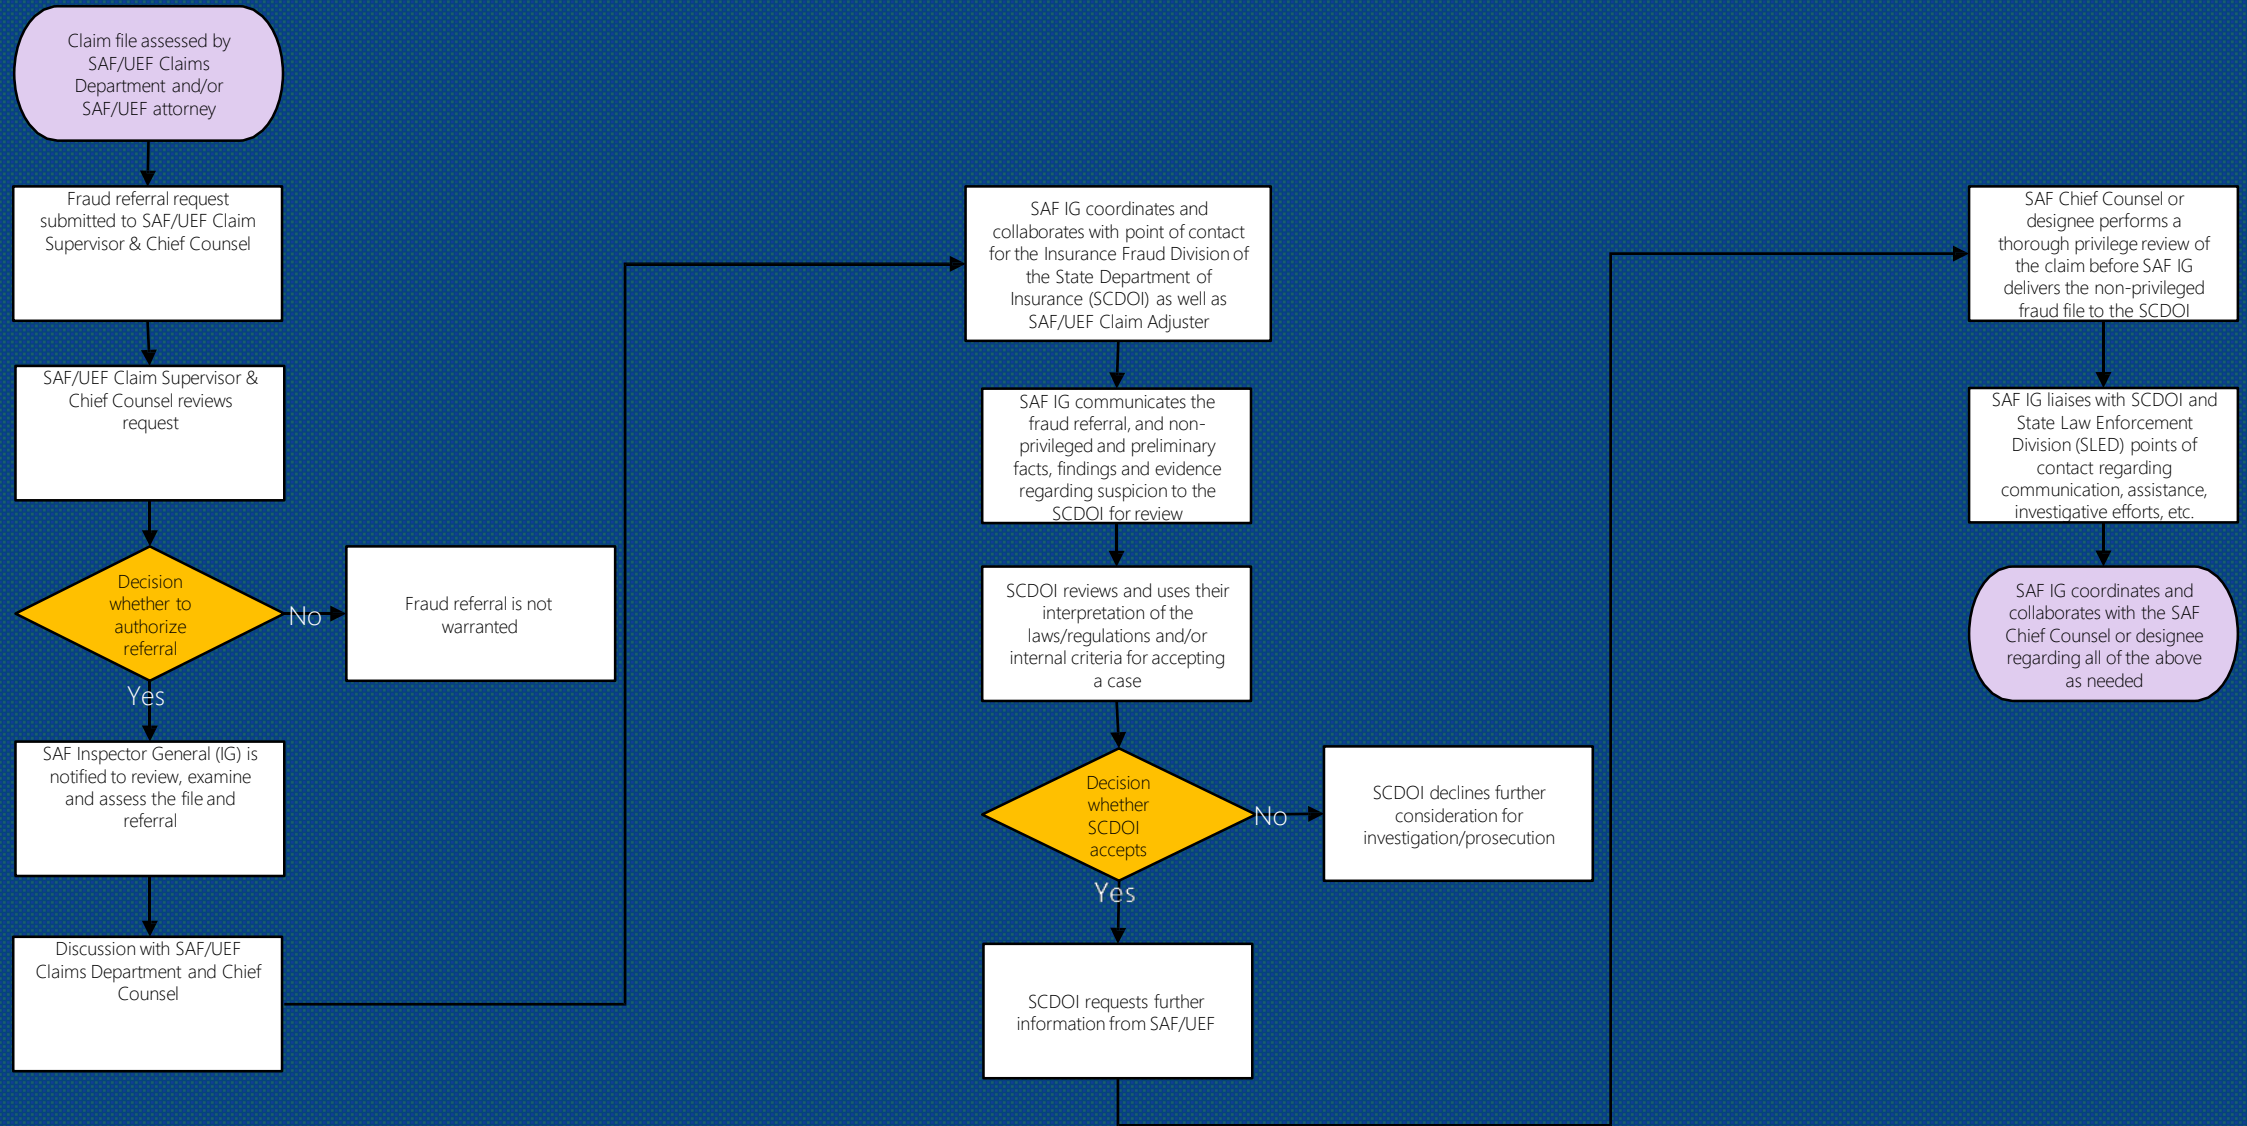 Claim file assessed by
SAF/UEF Claims
Department and/or
SAF/UEF attorney
Fraud referral request
submitted to SAF/UEF Claim
Supervisor & Chief Counsel
SAF/UEF Claim Supervisor &
Chief Counsel reviews
request
Decision
whether to
authorize
referral
No
Fraud referral is not
warranted
Yes
SAF Inspector General (IG) is
notified to review, examine
and assess the file and
referral
Discussion with SAF/UEF
Claims Department and Chief
Counsel
SAF IG coordinates and
collaborates with point of contact
for the Insurance Fraud Division of
the State Department of
Insurance (SCDOI) as well as
SAF/UEF Claim Adjuster
SAF IG communicates the
fraud referral, and non-
privileged and preliminary
facts, findings and evidence
regarding suspicion to the
SCDOI for review
SCDOI reviews and uses their
interpretation of the
laws/regulations and/or
internal criteria for accepting
a case
Decision
whether
SCDOI
accepts
No
SCDOI declines further
consideration for
investigation/prosecution
Yes
SCDOI requests further
information from SAF/UEF
SAF Chief Counsel or
designee performs a
thorough privilege review of
the claim before SAF IG
delivers the non-privileged
fraud file to the SCDOI
SAF IG liaises with SCDOI and
State Law Enforcement
Division (SLED) points of
contact regarding
communication, assistance,
investigative efforts, etc.
SAF IG coordinates and
collaborates with the SAF
Chief Counsel or designee
regarding all of the above
as needed